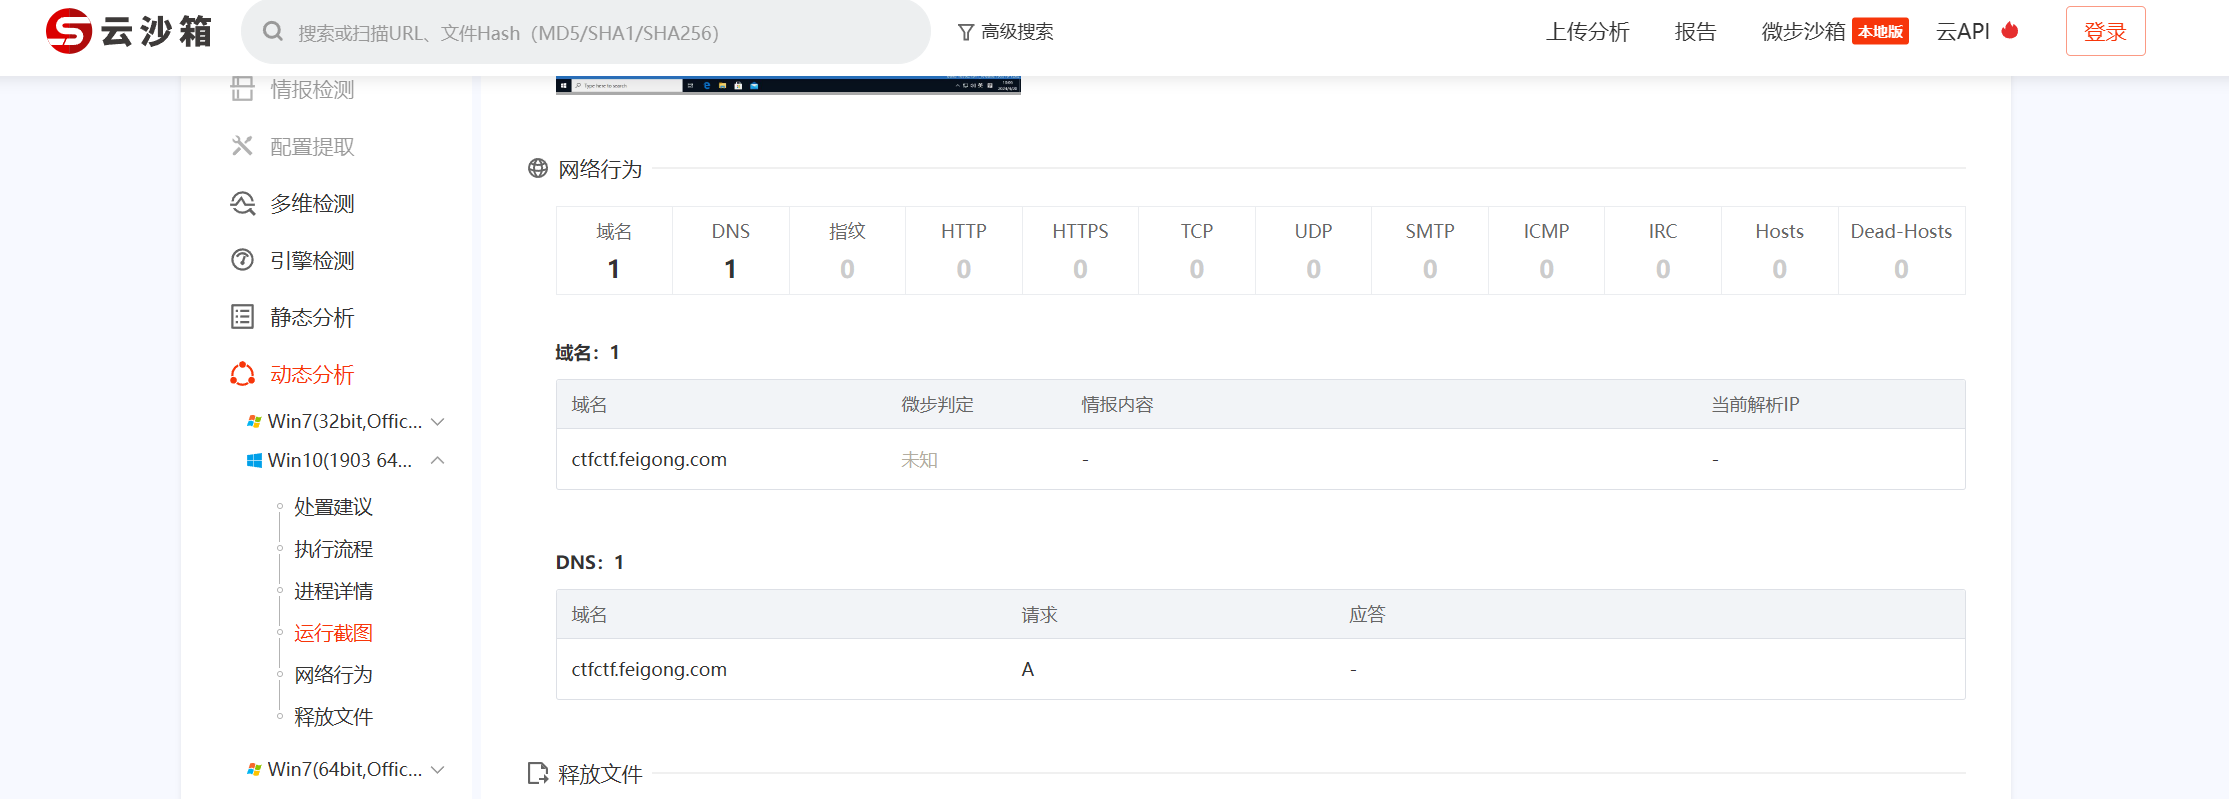 云沙箱
搜索或扫描URL、文件Hash（MD5/SHA1/SHA256）
高级搜索
上传分析
报告
微步沙箱 本地版
云API
登录
情报检测
配置提取
多维检测
引擎检测
静态分析
动态分析
Win7(32bit,Offic...
Win10(1903 64...
处置建议
执行流程
进程详情
运行截图
网络行为
释放文件
Win7(64bit,Offic...
Type here to search
网络行为
域名 DNS 指纹 HTTP HTTPS TCP UDP SMTP ICMP IRC Hosts Dead-Hosts
1 1 0 0 0 0 0 0 0 0 0 0
域名：1
域名 微步判定 情报内容 当前解析IP
ctfctf.feigong.com 未知 - -
DNS：1
域名 请求 应答
ctfctf.feigong.com A -
释放文件